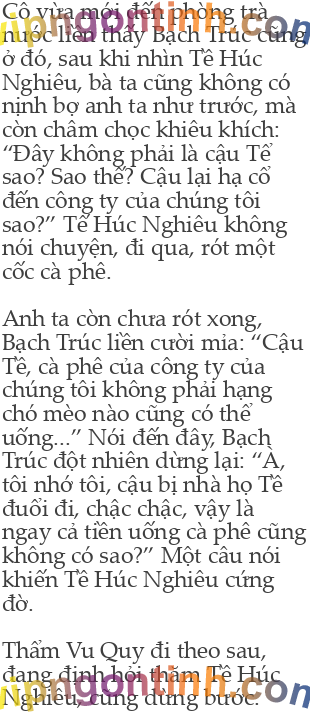 Cô vừa mới đến phòng trà
nước liền thấy Bạch Trúc cũng
ở đó, sau khi nhìn Tề Húc
Nghiêu, bà ta cũng không có
nịnh bợ anh ta như trước, mà
còn châm chọc khiêu khích:
“Đây không phải là cậu Tể
sao? Sao thế? Cậu lại hạ cố
đến công ty của chúng tôi
sao?” Tề Húc Nghiêu không
nói chuyện, đi qua, rót một
cốc cà phê.

Anh ta còn chưa rót xong,
Bạch Trúc liền cười mỉa: “Cậu
Tề, cà phê của công ty của
chúng tôi không phải hạng
chó mèo nào cũng có thể
uống...” Nói đến đây, Bạch
Trúc đột nhiên dừng lại: “À,
tôi nhớ tôi, cậu bị nhà họ Tề
đuổi đi, chậc chậc, vậy là
ngay cả tiền uống cà phê cũng
không có sao?” Một câu nói
khiến Tề Húc Nghiêu cứng
đờ.

Thẩm Vu Quy đi theo sau,
đang định hỏi thăm Tề Húc
Nghiêu, cũng dừng bước.
vipngontinh.com
vipngontinh.com